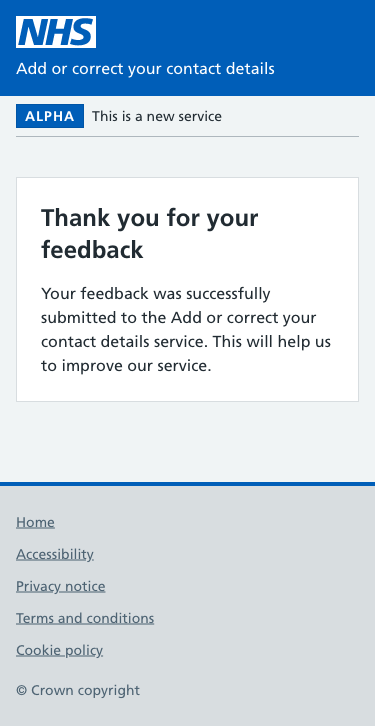 NHS
Add or correct your contact details
ALPHA This is a new service
Thank you for your
feedback
Your feedback was successfully
submitted to the Add or correct your
contact details service. This will help us
to improve our service.
Home
Accessibility
Privacy notice
Terms and conditions
Cookie policy
© Crown copyright